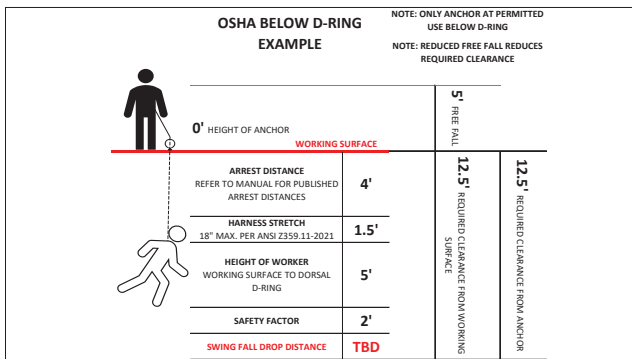 OSHA BELOW D-RING
EXAMPLE
NOTE: ONLY ANCHOR AT PERMITTED
USE BELOW D-RING
NOTE: REDUCED FREE FALL REDUCES
REQUIRED CLEARANCE
0' HEIGHT OF ANCHOR
WORKING SURFACE
5' FREE FALL
ARREST DISTANCE
REFER TO MANUAL FOR PUBLISHED
ARREST DISTANCES
4'
HARNESS STRETCH
18" MAX. PER ANSI Z359.11-2021
1.5'
HEIGHT OF WORKER
WORKING SURFACE TO DORSAL
D-RING
5'
SAFETY FACTOR
2'
SWING FALL DROP DISTANCE
TBD
12.5' REQUIRED CLEARANCE FROM WORKING
SURFACE
12.5' REQUIRED CLEARANCE FROM ANCHOR